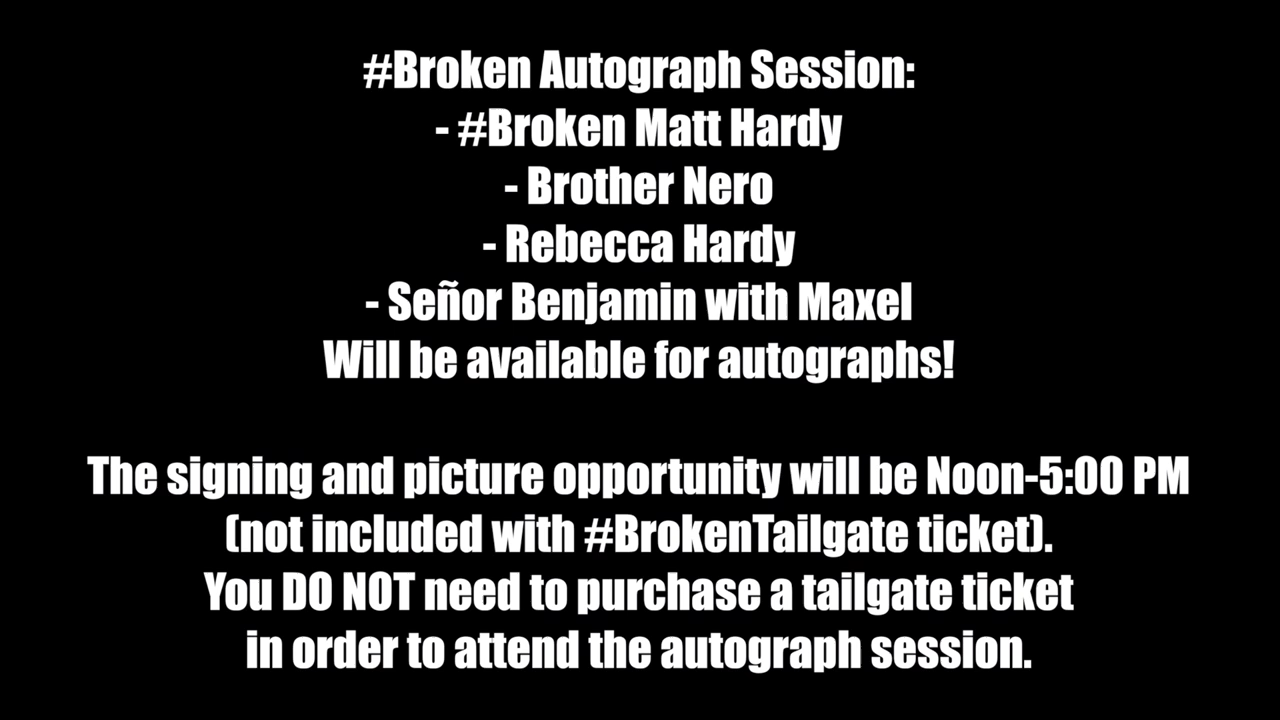 #Broken Autograph Session:
- #Broken Matt Hardy
- Brother Nero
- Rebecca Hardy
- Señor Benjamin with Maxel
Will be available for autographs!
The signing and picture opportunity will be Noon-5:00 PM
(not included with #BrokenTailgate ticket).
You DO NOT need to purchase a tailgate ticket
in order to attend the autograph session.